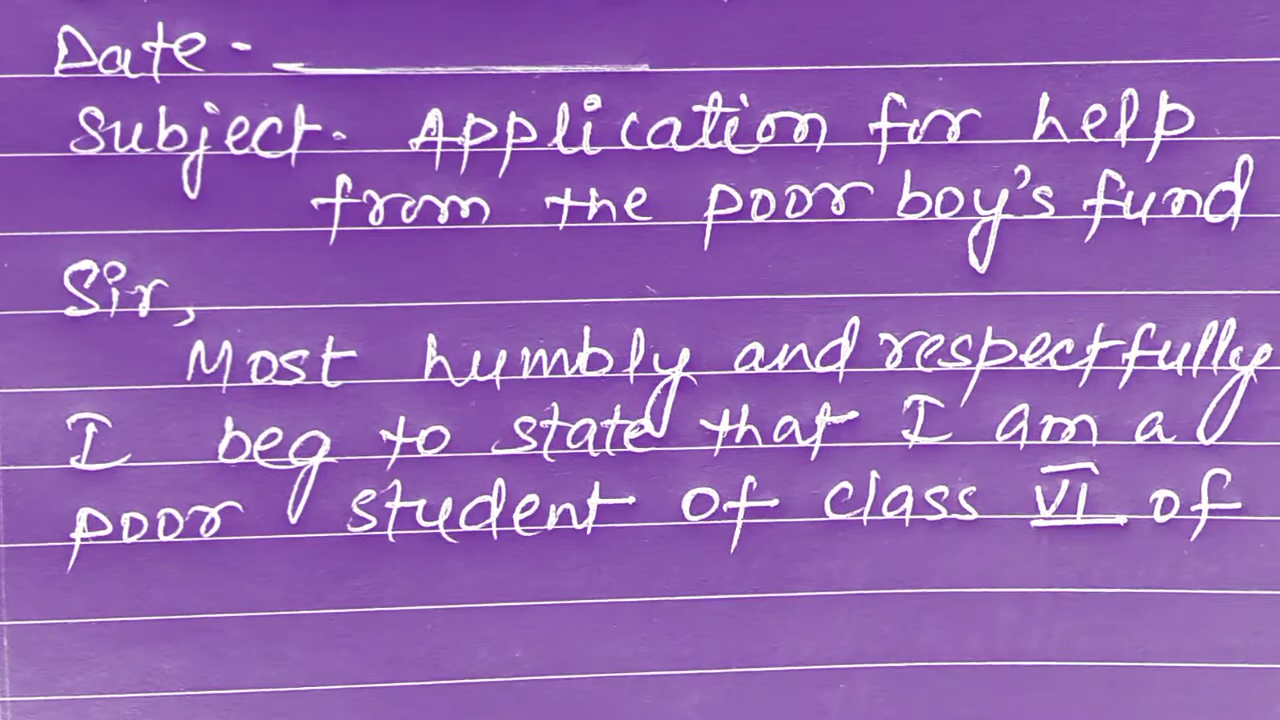 Date - ________
Subject- Application for help
from the poor boy's fund
Sir,
Most humbly and respectfully
I beg to state that I am a
poor student of class VI of